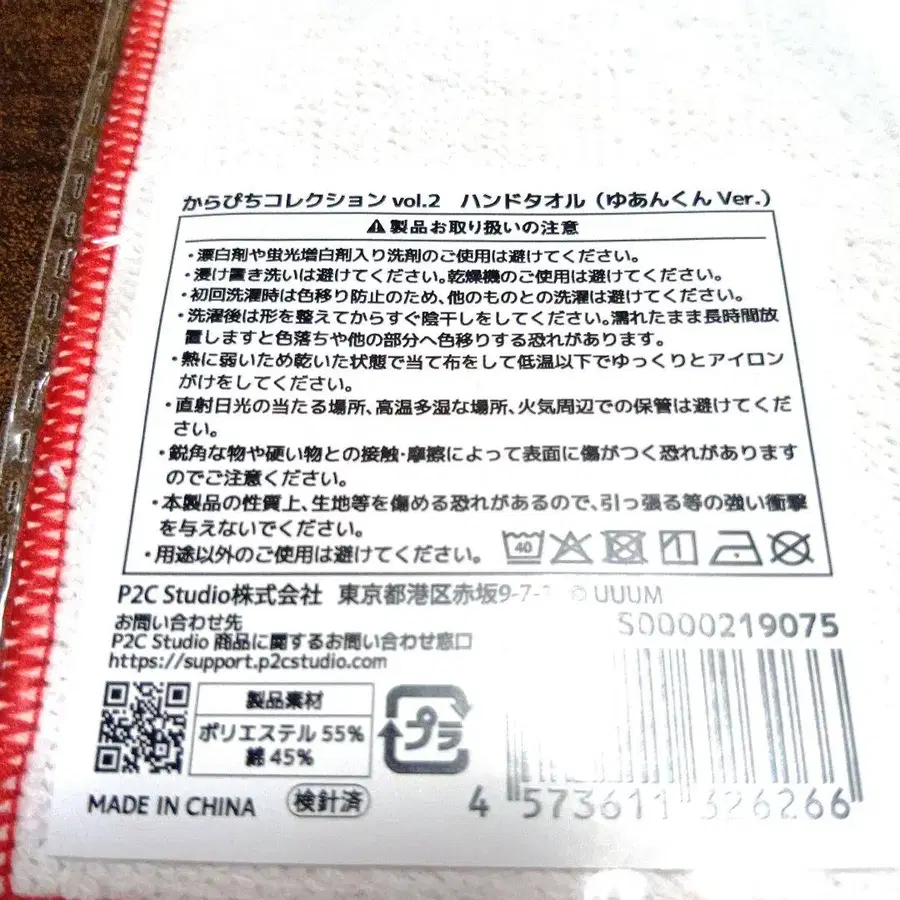 からぴちコレクション vol.2　ハンドタオル（ゆあんくん Ver.）
製品お取り扱いの注意
・漂白剤や蛍光増白剤入り洗剤のご使用は避けてください。
・浸け置き洗いは避けてください。乾燥機のご使用は避けてください。
・初回洗濯時は色移り防止のため、他のものとの洗濯は避けてください。
・洗濯後は形を整えてからすぐ陰干しをしてください。濡れたまま長時間放
置しますと色落ちや他の部分へ色移りする恐れがあります。
・熱に弱いため乾いた状態で当て布をして低温以下でゆっくりとアイロン
がけをしてください。
・直射日光の当たる場所、高温多湿な場所、火気周辺での保管は避けてくだ
さい。
・鋭角な物や硬い物との接触・摩擦によって表面に傷がつく恐れがあります
のでご注意ください。
・本製品の性質上、生地等を傷める恐れがあるので、引っ張る等の強い衝撃
を与えないでください。
・用途以外のご使用は避けてください。
40
P2C Studio株式会社　東京都港区赤坂9-7-1 © UUUM
お問い合わせ先
P2C Studio 商品に関するお問い合わせ窓口
https://support.p2cstudio.com
S0000219075
製品素材
ポリエステル 55%
綿 45%
プラ
MADE IN CHINA
検針済
4 573611 326266